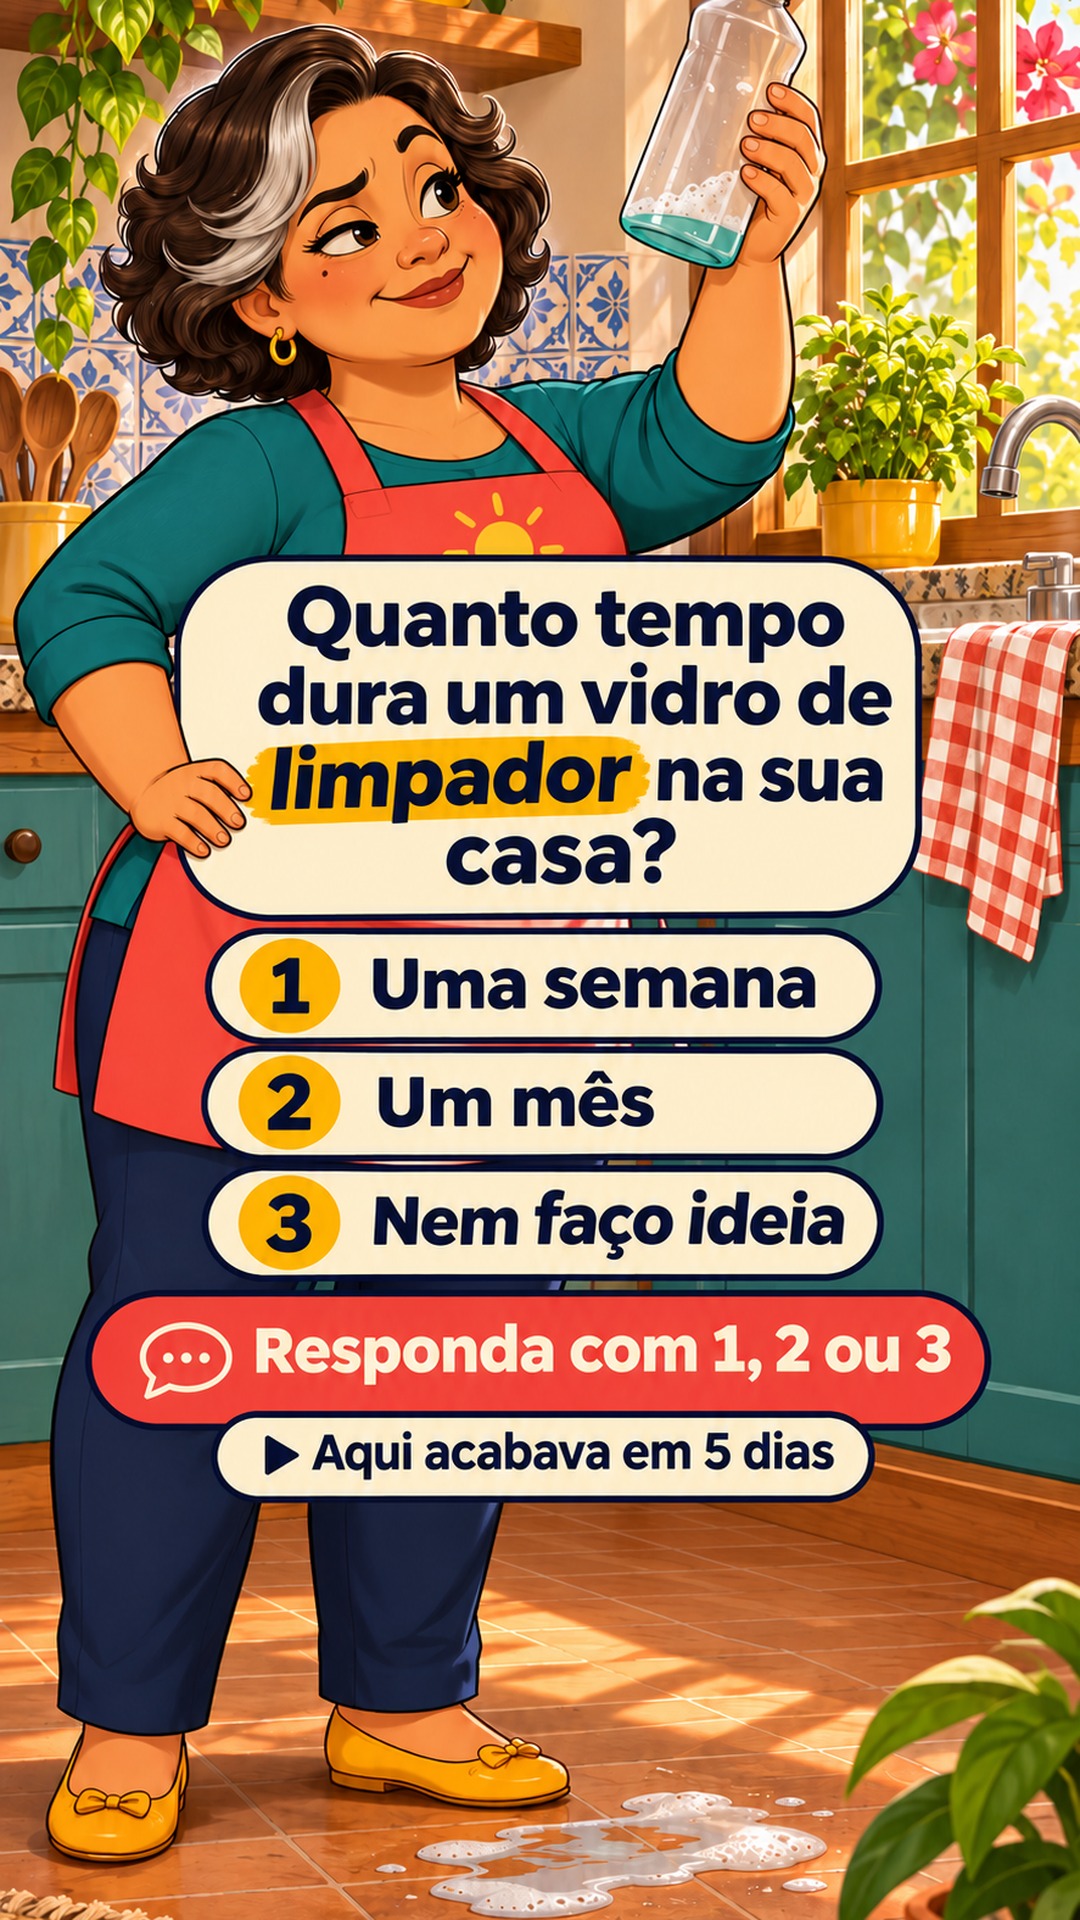 Quanto tempo
dura um vidro de
limpador na sua
casa?
1 Uma semana
2 Um mês
3 Nem faço ideia
Responda com 1, 2 ou 3
Aqui acabava em 5 dias